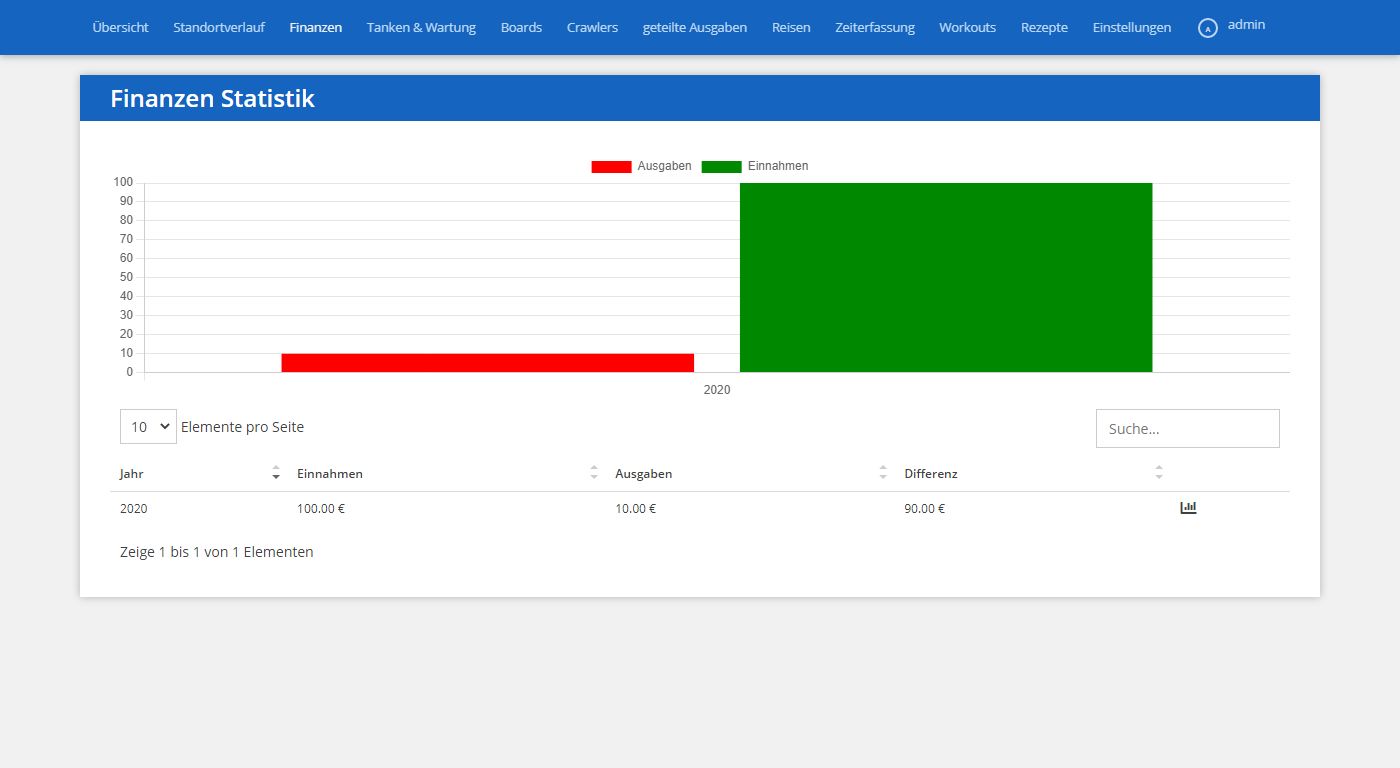 Übersicht Standortverlauf Finanzen Tanken & Wartung Boards Crawlers geteilte Ausgaben Reisen Zeiterfassung Workouts Rezepte Einstellungen A admin
Finanzen Statistik
Ausgaben Einnahmen
100
90
80
70
60
50
40
30
20
10
0
2020
10 Elemente pro Seite Suche...
Jahr Einnahmen Ausgaben Differenz
2020 100.00 € 10.00 € 90.00 €
Zeige 1 bis 1 von 1 Elementen